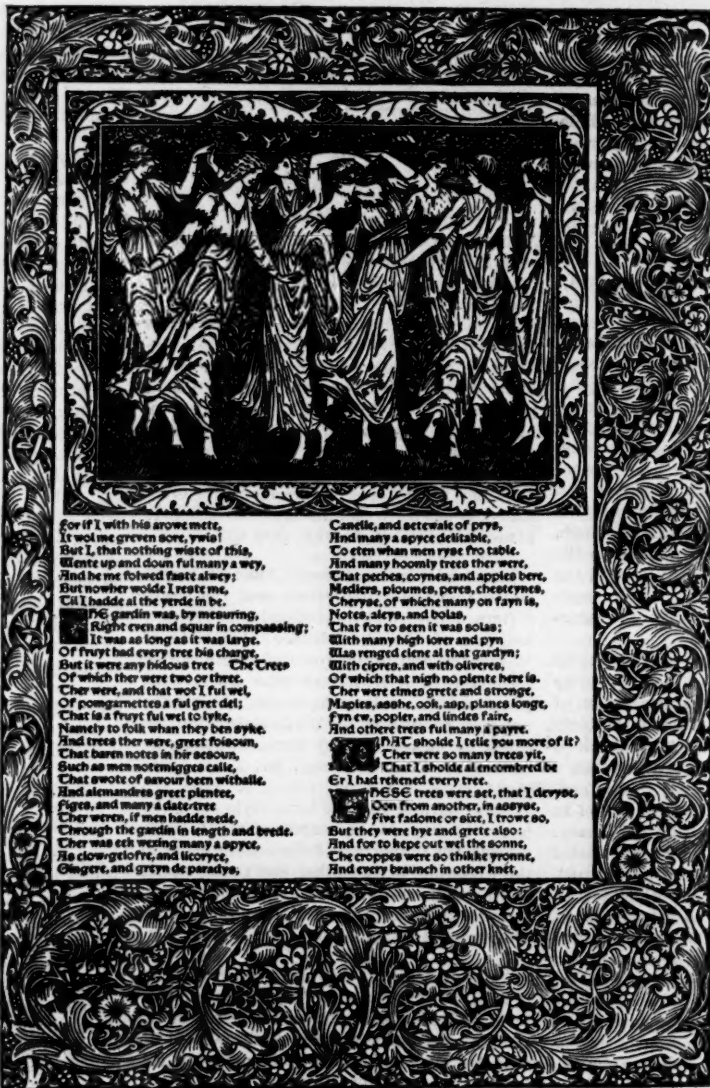 For if I with his arowe mette,
It wol me greven sore, ywis!
But I, that nothing wiste of this,
Wente up and doun ful many a wey,
And he me folwed faste alwey;
But nowher wolde I reste me,
Til I hadde al the yerde in be.
THE gardin was, by mesuring,
Right even and squar in compassing;
It was as long as it was large.
Of fruyt had every tree his charge,
But it were any hidous tree The Trees
Of which ther were two or three.
Ther were, and that wot I ful wel,
Of pomgarnettes a ful gret del;
That is a fruyt ful wel to lyke,
Namely to folk whan they ben syke.
And trees ther were, greet foisoun,
That baren notes in hir sesoun,
Such as men notemigges calle,
That swote of savour been withalle.
And alemandres greet plentee,
Figes, and many a date-tree
Ther weren, if men hadde nede,
Through the gardin in length and brede.
Ther was eek wexing many a spyce,
As clow-gelofre, and licoryce,
Gingere, and greyn de paradys,
Canelle, and setewale of prys,
And many a spyce delitable,
To eten whan men ryse fro table.
And many hoomly trees ther were,
That peches, coynes, and apples bere,
Medlers, ploumes, peres, chesteynes,
Cheryse, of whiche many on fayn is,
Notes, aleys, and bolas,
That for to seen it was solas;
With many high lorer and pyn
Was renged clene al that gardyn;
With cipres, and with oliveres,
Of which that nigh no plente here is.
Ther were elmes grete and stronge,
Maples, asshe, ook, asp, planes longe,
Fyn ew, popler, and lindes faire,
And othere trees ful many a payre.
WHAT sholde I telle you more of it?
Ther were so many trees yit,
That I sholde al encombred be
Er I had rekened every tree.
THESE trees were set, that I devyse,
Oon from another, in assyse,
Five fadome or sixe, I trowe so,
But they were hye and grete also:
And for to kepe out wel the sonne,
The croppes were so thikke yronne,
And every braunch in other knet,